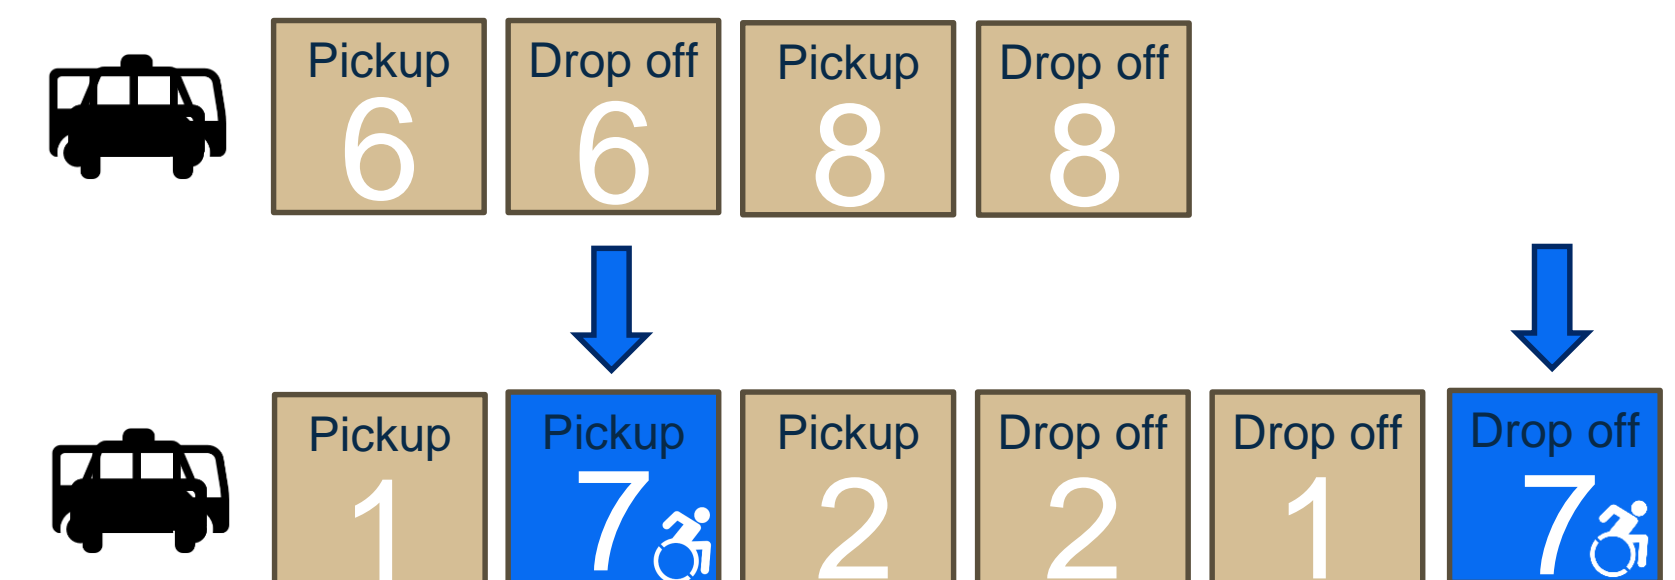 Pickup Drop off Pickup Drop off
6 6 8 8
Pickup Pickup Pickup Drop off Drop off Drop off
1 7 2 2 1 7